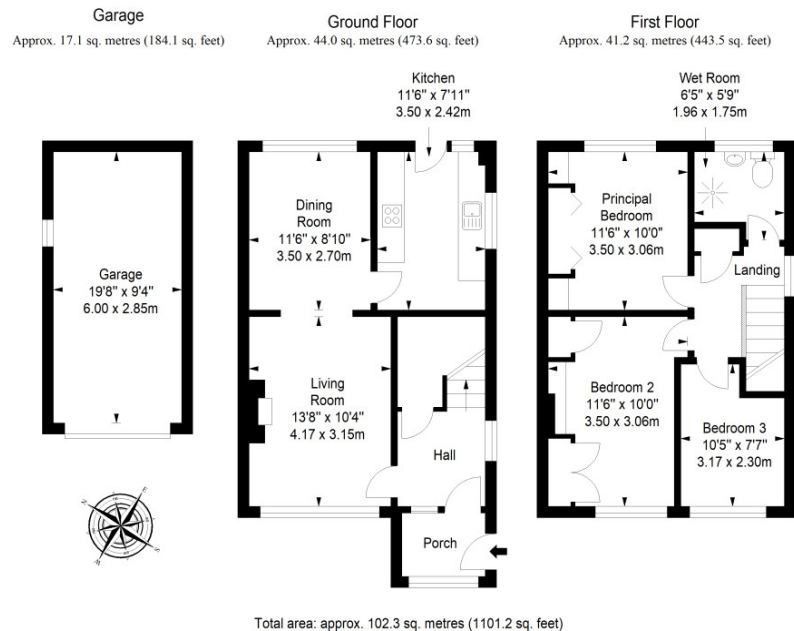 Garage
Approx. 17.1 sq. metres (184.1 sq. feet)
Ground Floor
Approx. 44.0 sq. metres (473.6 sq. feet)
First Floor
Approx. 41.2 sq. metres (443.5 sq. feet)
Kitchen
11'6" x 7'11"
3.50 x 2.42m
Wet Room
6'5" x 5'9"
1.96 x 1.75m
Dining
Room
11'6" x 8'10"
3.50 x 2.70m
Principal
Bedroom
11'6" x 10'0"
3.50 x 3.06m
Landing
Garage
19'8" x 9'4"
6.00 x 2.85m
Living
Room
13'8" x 10'4"
4.17 x 3.15m
Hall
Bedroom 2
11'6" x 10'0"
3.50 x 3.06m
Bedroom 3
10'5" x 7'7"
3.17 x 2.30m
Porch
N
E
S
W
Total area: approx. 102.3 sq. metres (1101.2 sq. feet)